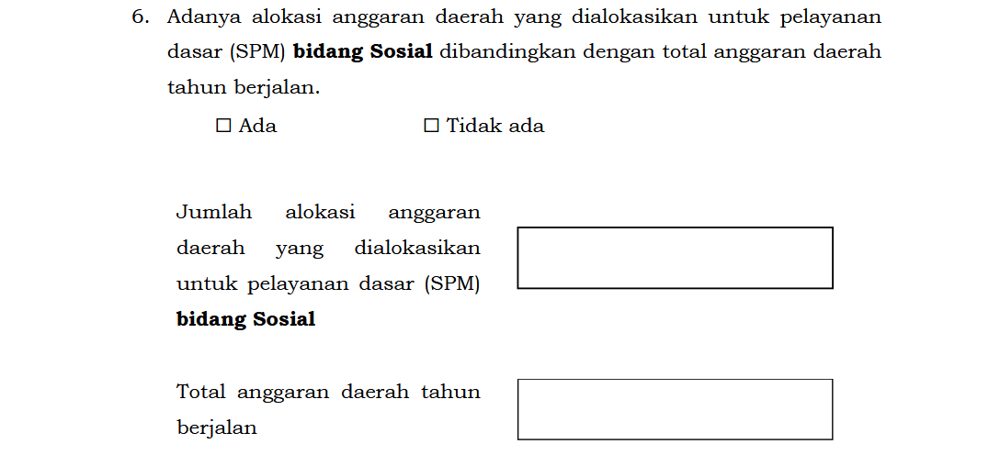 6. Adanya alokasi anggaran daerah yang dialokasikan untuk pelayanan
dasar (SPM) bidang Sosial dibandingkan dengan total anggaran daerah
tahun berjalan.
☐ Ada ☐ Tidak ada
Jumlah alokasi anggaran
daerah yang dialokasikan
untuk pelayanan dasar (SPM)
bidang Sosial
Total anggaran daerah tahun
berjalan